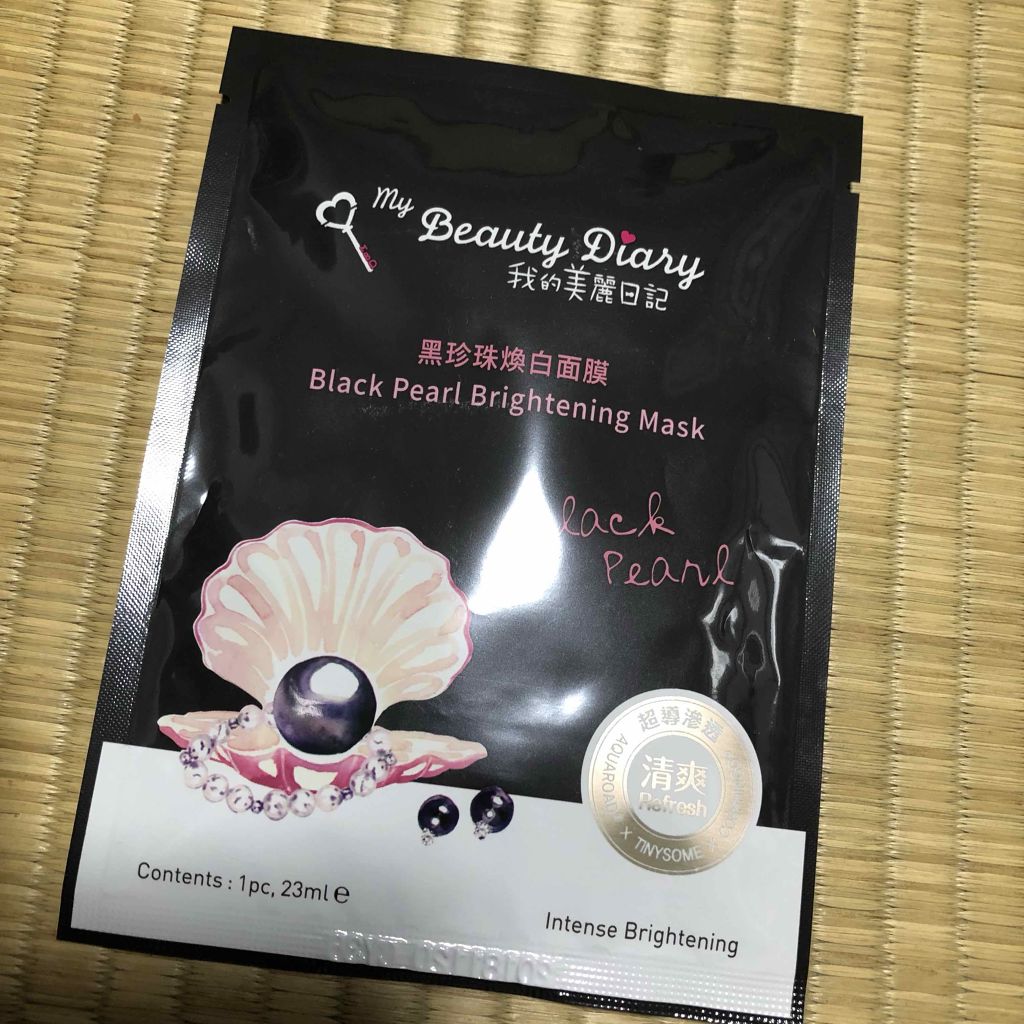 My
Beauty Diary
我的美麗日記
黑珍珠煥白面膜
Black Pearl Brightening Mask
lack
Pearl
超導滲透
清爽
Refresh
TINYSOME
Contents : 1pc, 23ml ℮
Intense Brightening